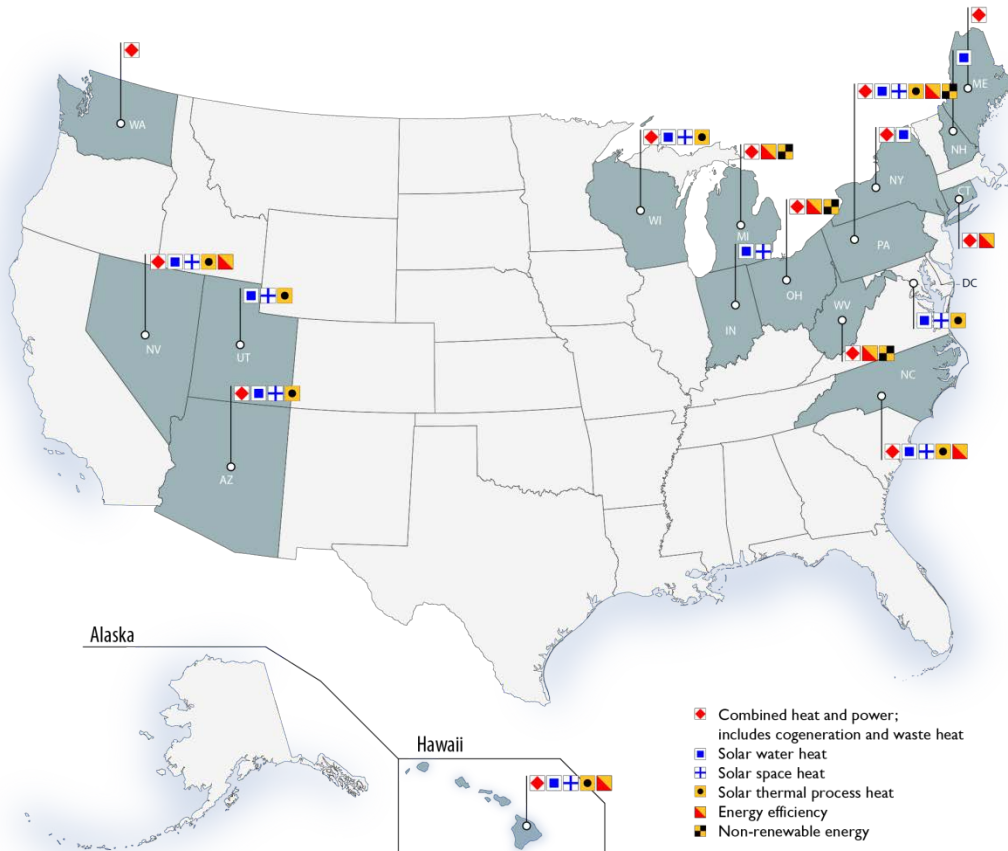 WA
ME
NH
NY
CT
WI
MI
PA
DC
OH
IN
WV
NV
UT
NC
AZ
Alaska
Hawaii
Combined heat and power;
includes cogeneration and waste heat
Solar water heat
Solar space heat
Solar thermal process heat
Energy efficiency
Non-renewable energy